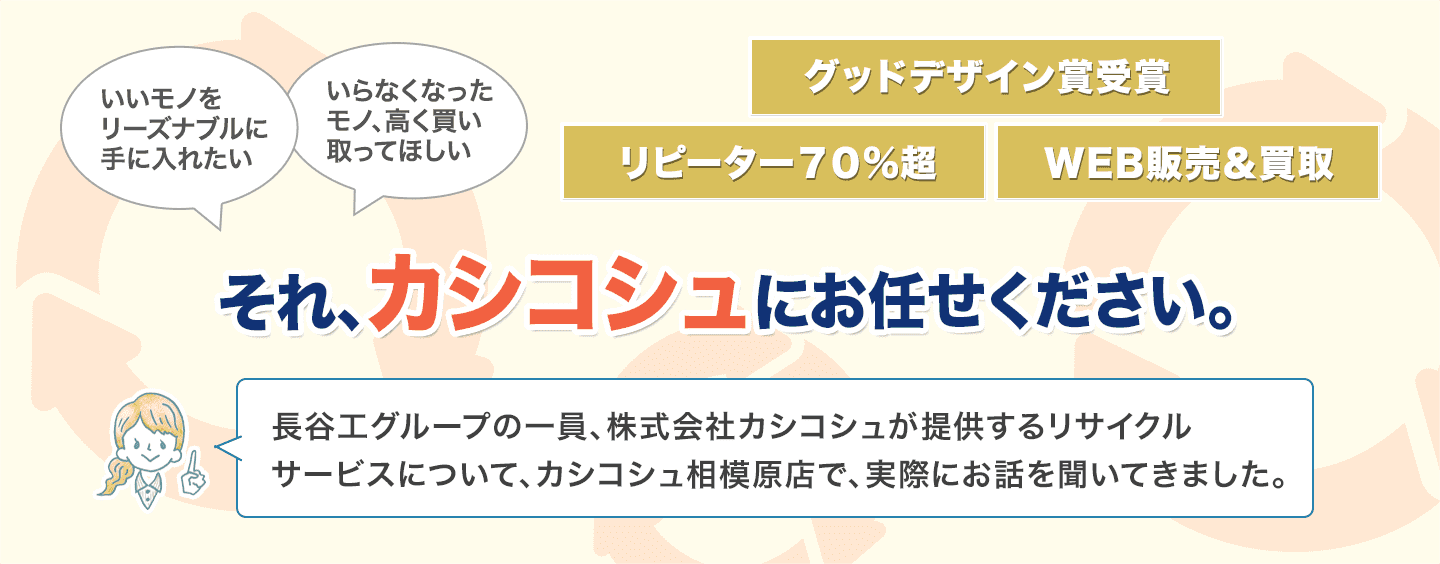 いいモノを
リーズナブルに
手に入れたい
いらなくなった
モノ、高く買い
取ってほしい
グッドデザイン賞受賞
リピーター70%超
WEB販売&買取
それ、カシコシュにお任せください。
長谷工グループの一員、株式会社カシコシュが提供するリサイクル
サービスについて、カシコシュ相模原店で、実際にお話を聞いてきました。